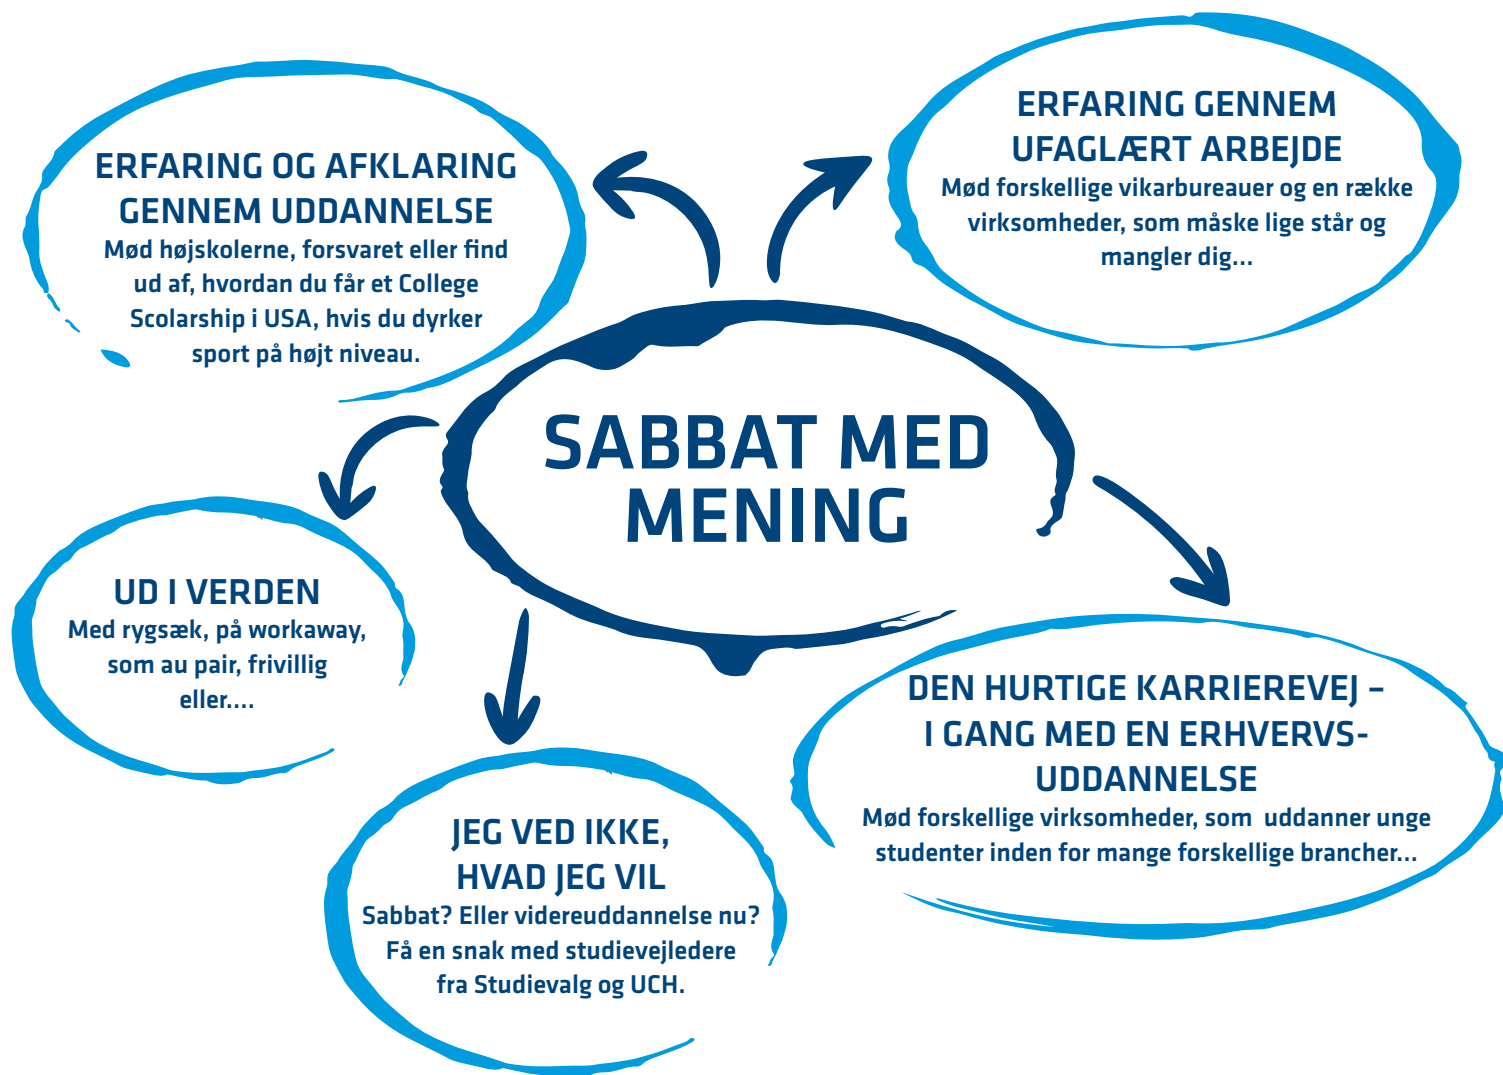 ERFARING OG AFKLARING
GENNEM UDDANNELSE
Mød højskolerne, forsvaret eller find
ud af, hvordan du får et College
Scolarship i USA, hvis du dyrker
sport på højt niveau.
ERFARING GENNEM
UFAGLÆRT ARBEJDE
Mød forskellige vikarbureauer og en række
virksomheder, som måske lige står og
mangler dig...
SABBAT MED
MENING
UD I VERDEN
Med rygsæk, på workaway,
som au pair, frivillig
eller....
JEG VED IKKE,
HVAD JEG VIL
Sabbat? Eller videreuddannelse nu?
Få en snak med studievejledere
fra Studievalg og UCH.
DEN HURTIGE KARRIEREVEJ –
I GANG MED EN ERHVERVS-
UDDANNELSE
Mød forskellige virksomheder, som uddanner unge
studenter inden for mange forskellige brancher...